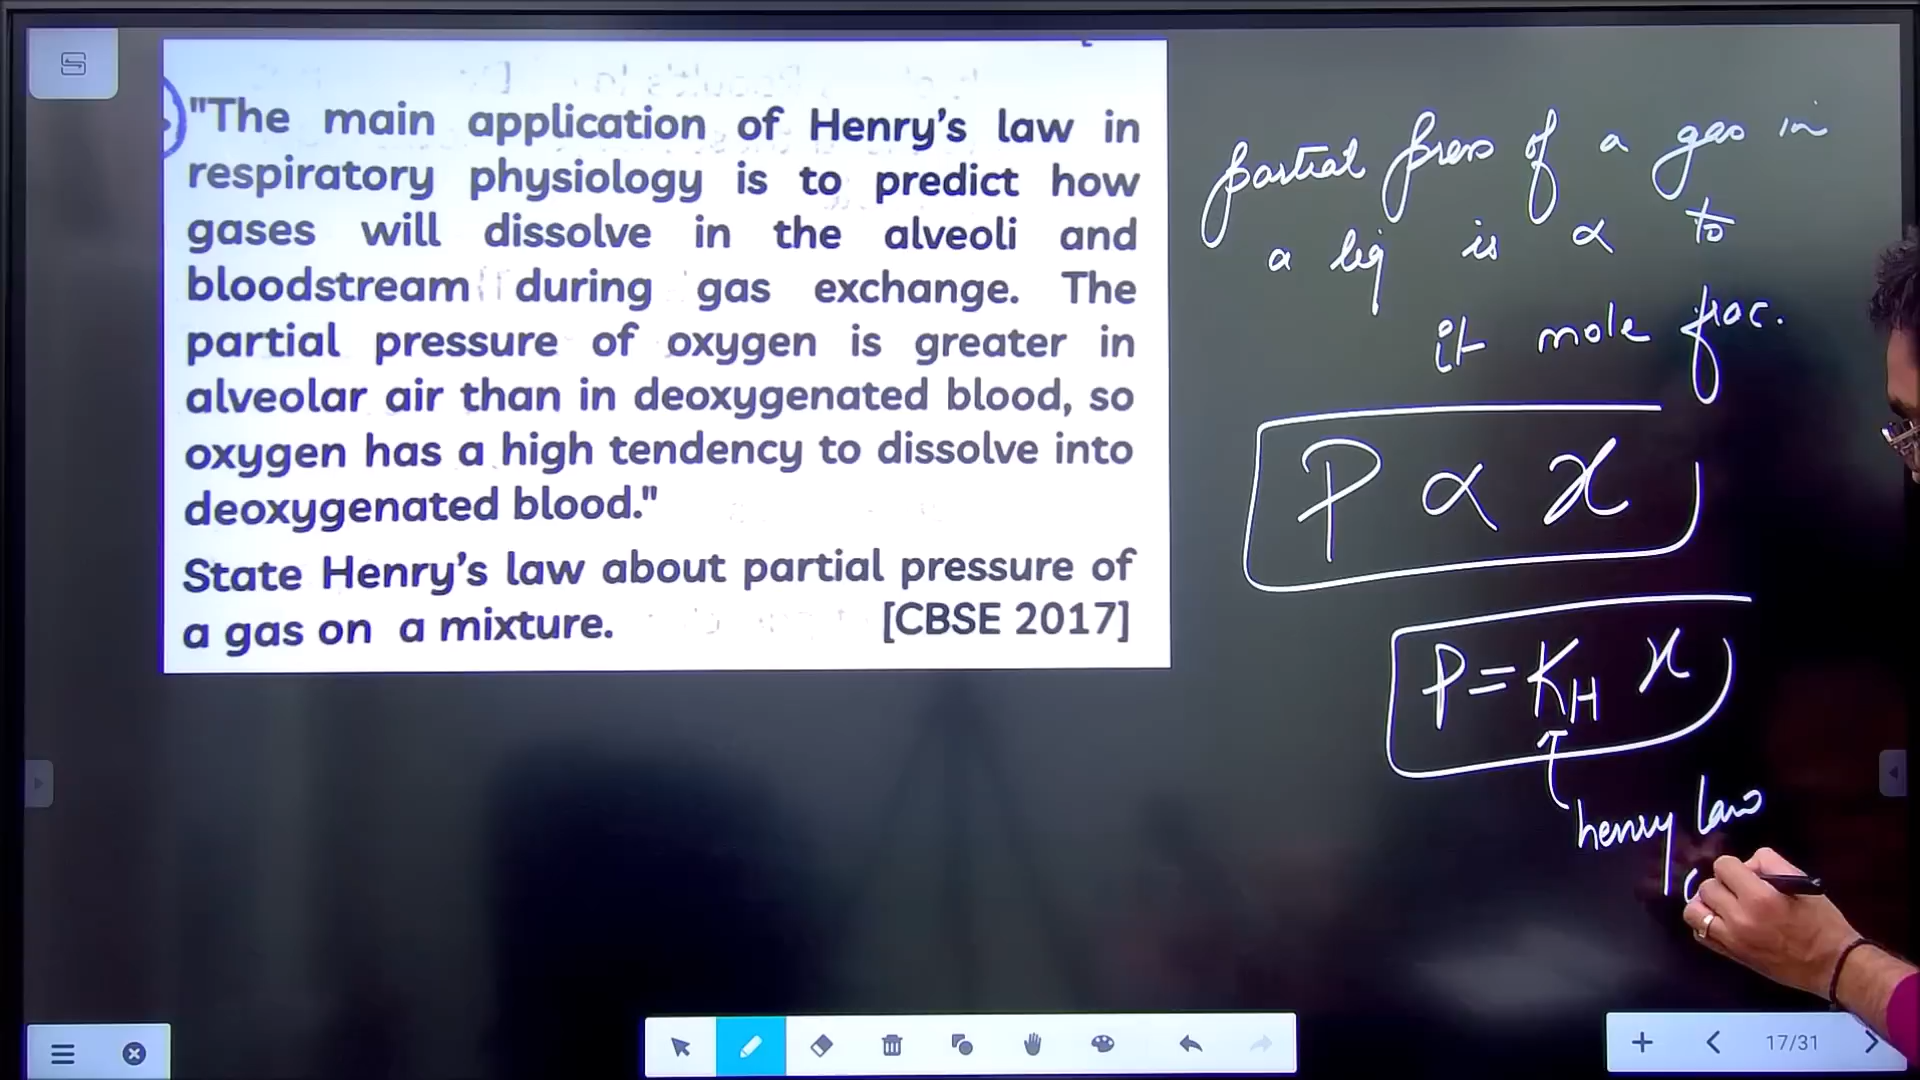 "The main application of Henry's law in
respiratory physiology is to predict how
gases will dissolve in the alveoli and
bloodstream during gas exchange. The
partial pressure of oxygen is greater in
alveolar air than in deoxygenated blood, so
oxygen has a high tendency to dissolve into
deoxygenated blood."
State Henry's law about partial pressure of
a gas on a mixture. [CBSE 2017]
partial press of a gas in
a liq is ∝ to
it mole frac.
P ∝ x
P = KH x
henry law
17/31